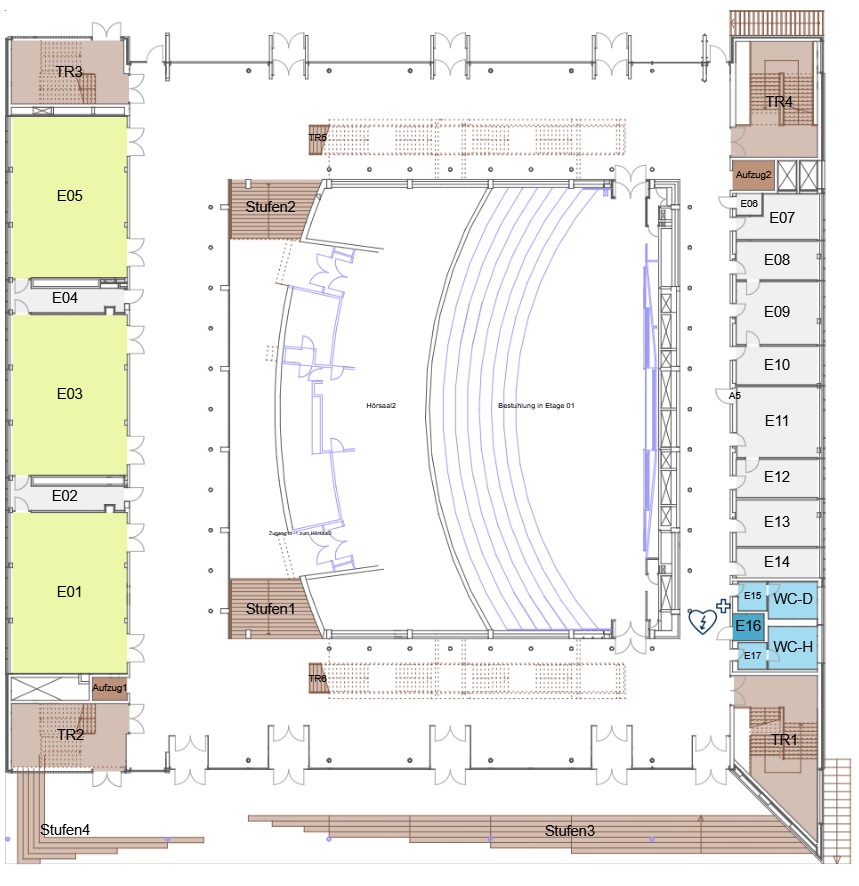 TR3
TR4
TR5
Aufzug2
E05
E06
E07
Stufen2
E08
E04
E09
E10
E03
A5
Hörsaal2
Bestuhlung in Etage 01
E11
E12
E02
E13
Zugang in -1 zum Hörsaal2
E14
E01
E15
WC-D
Stufen1
E16
WC-H
E17
TR6
Aufzug1
TR2
TR1
Stufen4
Stufen3